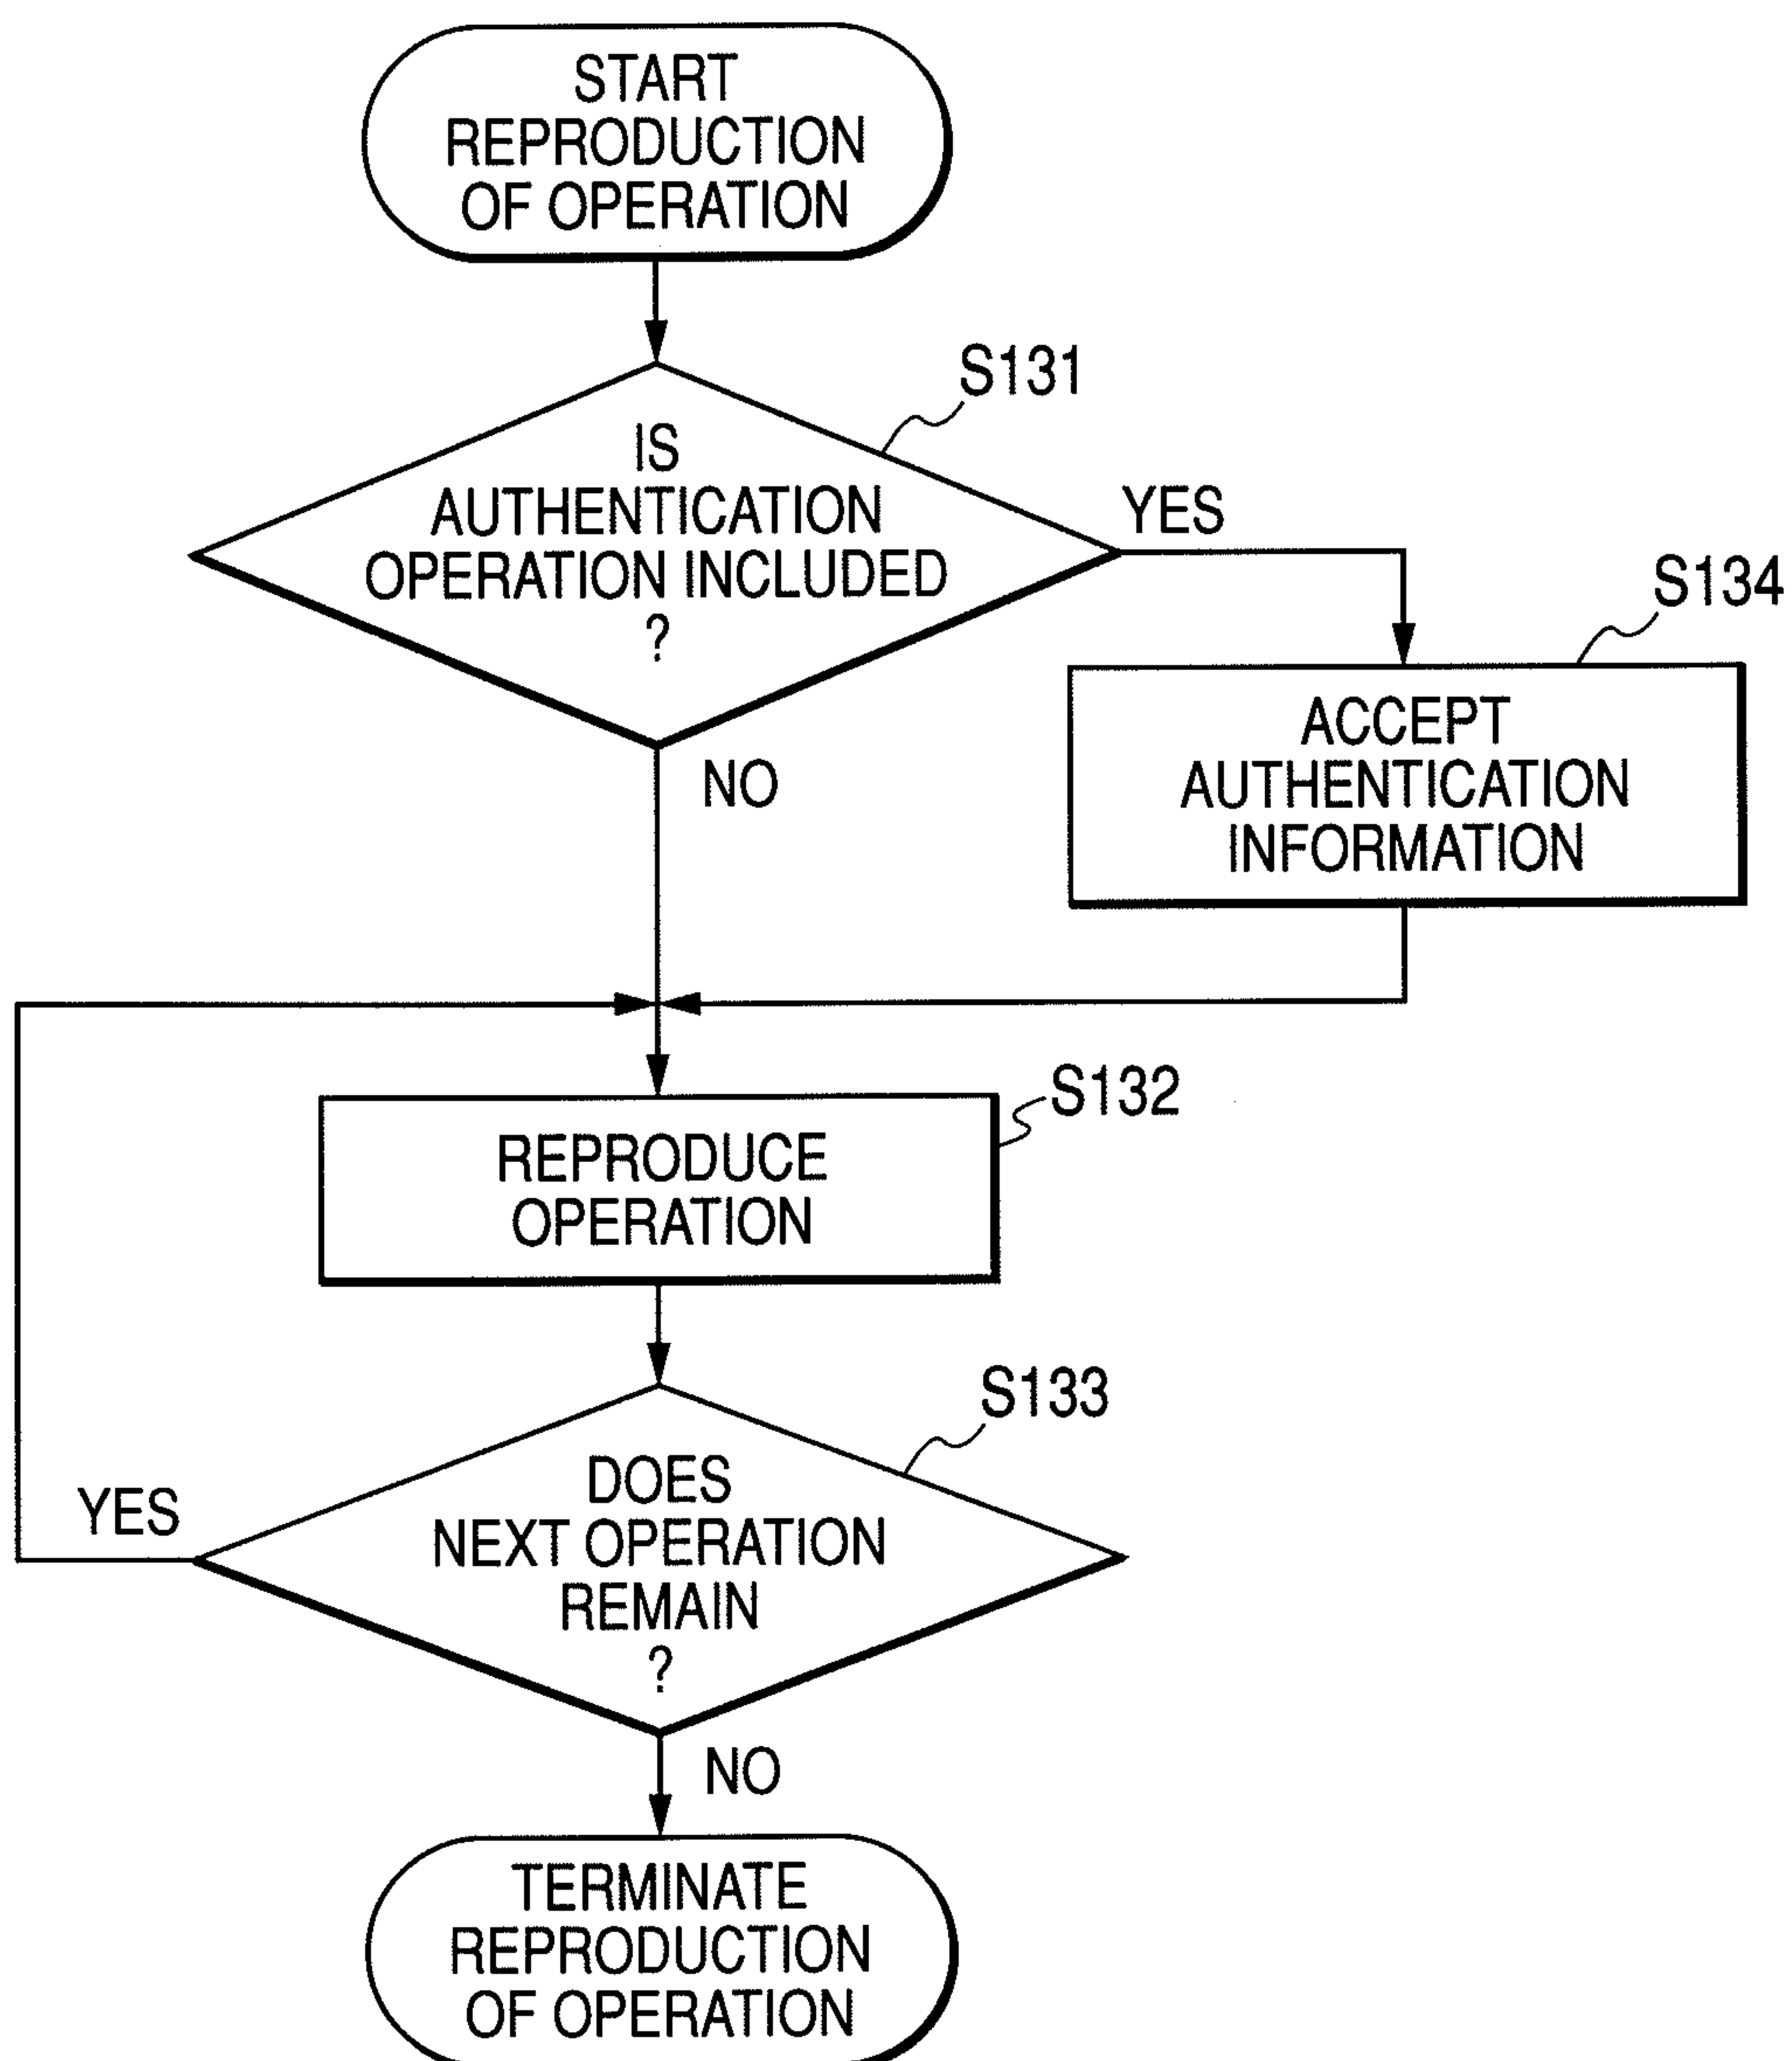 START
REPRODUCTION
OF OPERATION
S131
IS
AUTHENTICATION
OPERATION INCLUDED
?
YES
S134
ACCEPT
AUTHENTICATION
INFORMATION
NO
S132
REPRODUCE
OPERATION
S133
DOES
NEXT OPERATION
REMAIN
?
YES
NO
TERMINATE
REPRODUCTION
OF OPERATION